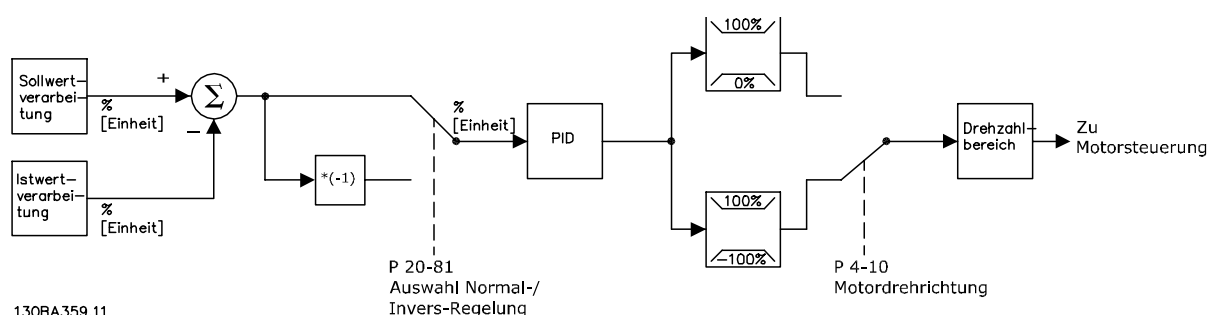 Sollwert-
verarbei-
tung
+
%
[Einheit]
Σ
−
Istwert-
verarbei-
tung
%
[Einheit]
*(-1)
%
[Einheit]
PID
100%
0%
100%
-100%
Drehzahl-
bereich
Zu
Motorsteuerung
P 20-81
Auswahl Normal-/
Invers-Regelung
P 4-10
Motordrehrichtung
130BA359.11